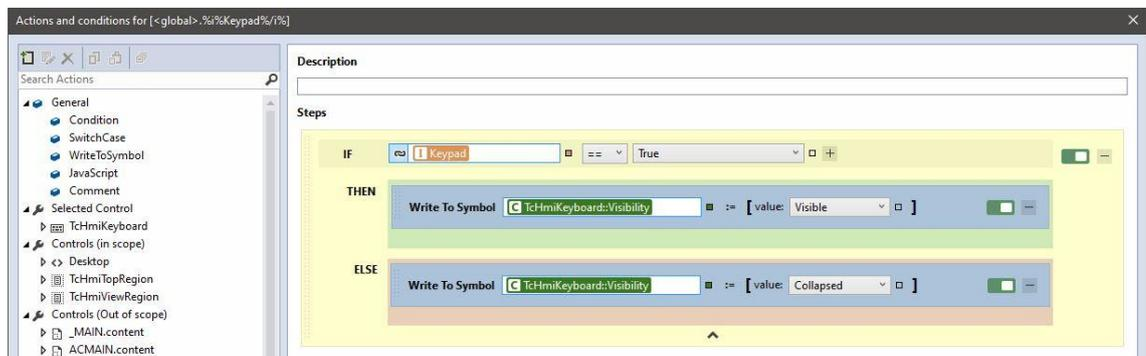 Actions and conditions for [<global>.%i%Keypad%/i%]
Search Actions
General
Condition
SwitchCase
WriteToSymbol
JavaScript
Comment
Selected Control
TcHmiKeyboard
Controls (in scope)
Desktop
TcHmiTopRegion
TcHmiViewRegion
Controls (Out of scope)
_MAIN.content
ACMAIN.content
Description
Steps
IF I Keypad == True
THEN
Write To Symbol C TcHmiKeyboard::Visibility := [ value: Visible ]
ELSE
Write To Symbol C TcHmiKeyboard::Visibility := [ value: Collapsed ]